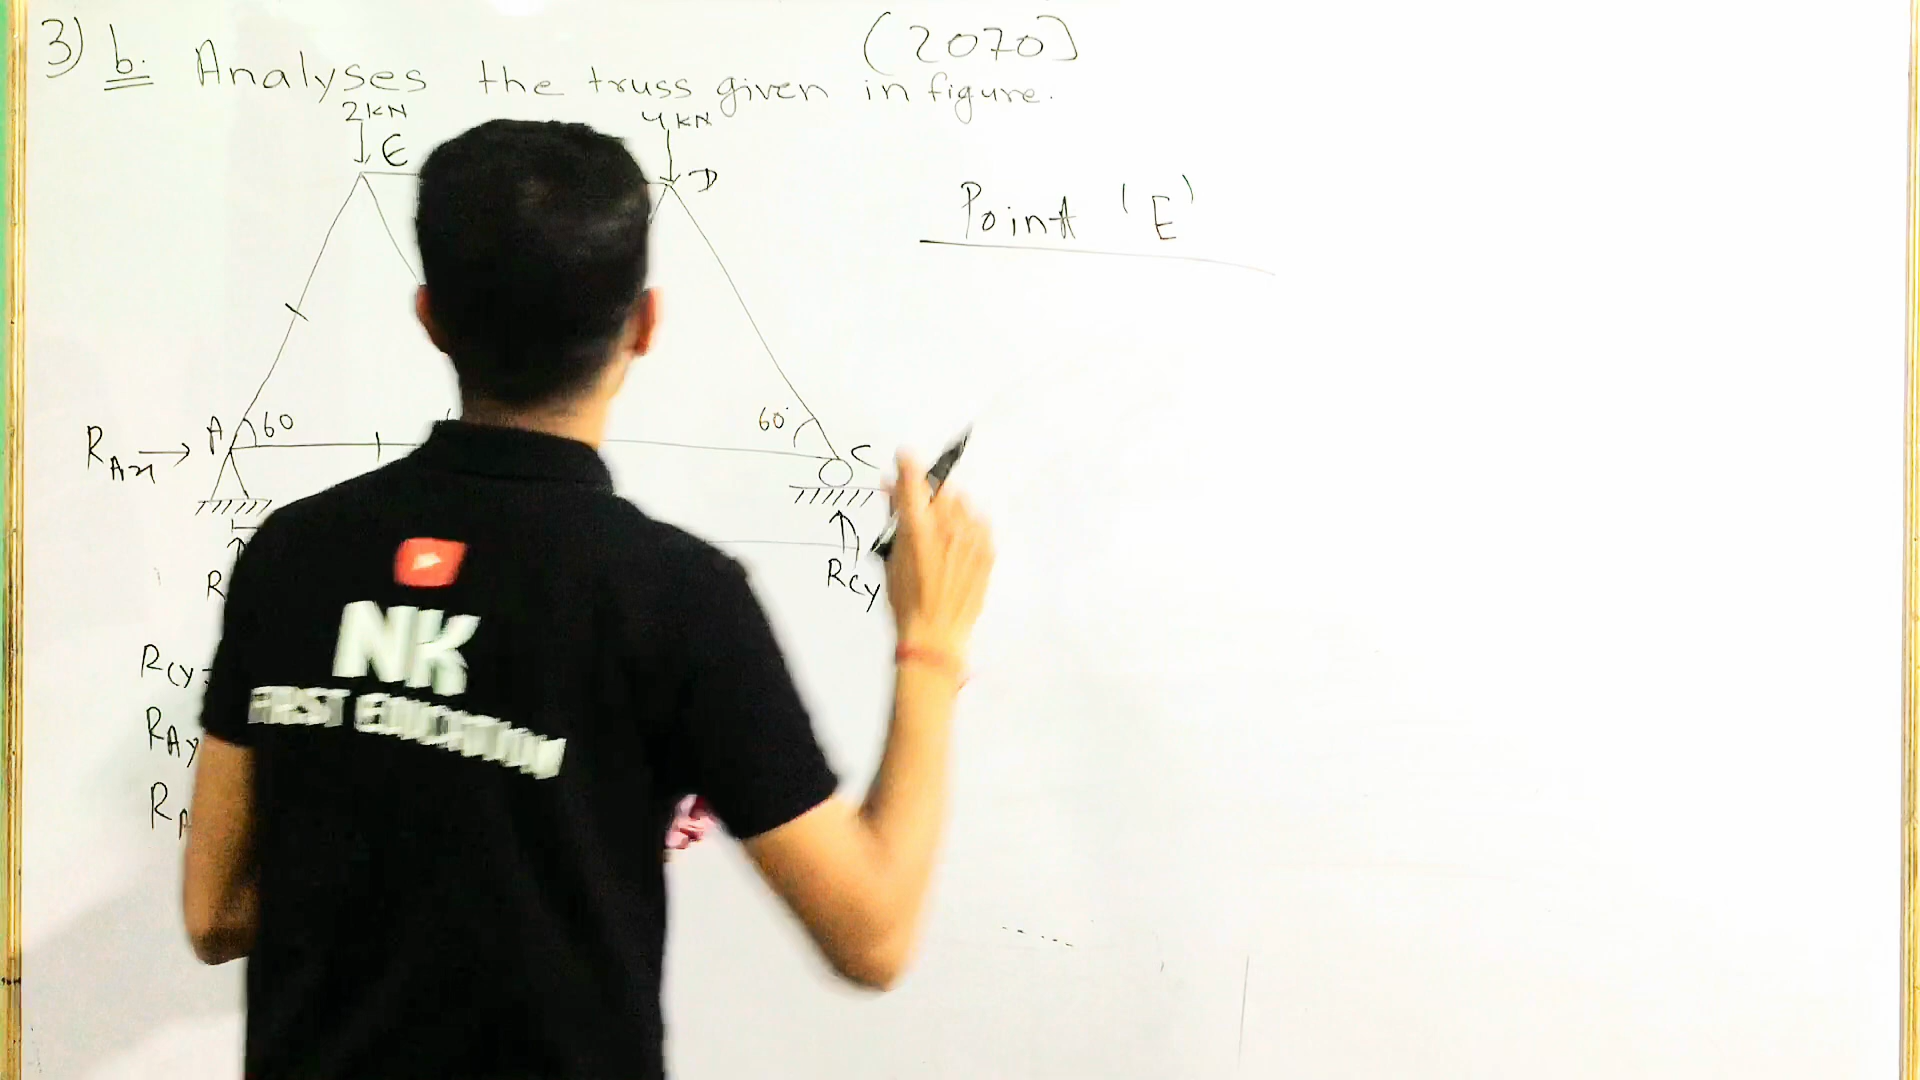 (2070)
3) b. Analyses the truss given in figure.
2KN
4KN
E
D
Point 'E'
A
60
60°
C
RAx
RCy
R
RCy
RAy
RA
NK
FIRST EDUCATION